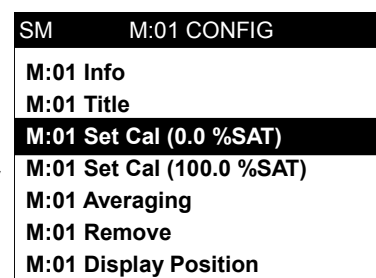 SM M:01 CONFIG
M:01 Info
M:01 Title
M:01 Set Cal (0.0 %SAT)
M:01 Set Cal (100.0 %SAT)
M:01 Averaging
M:01 Remove
M:01 Display Position